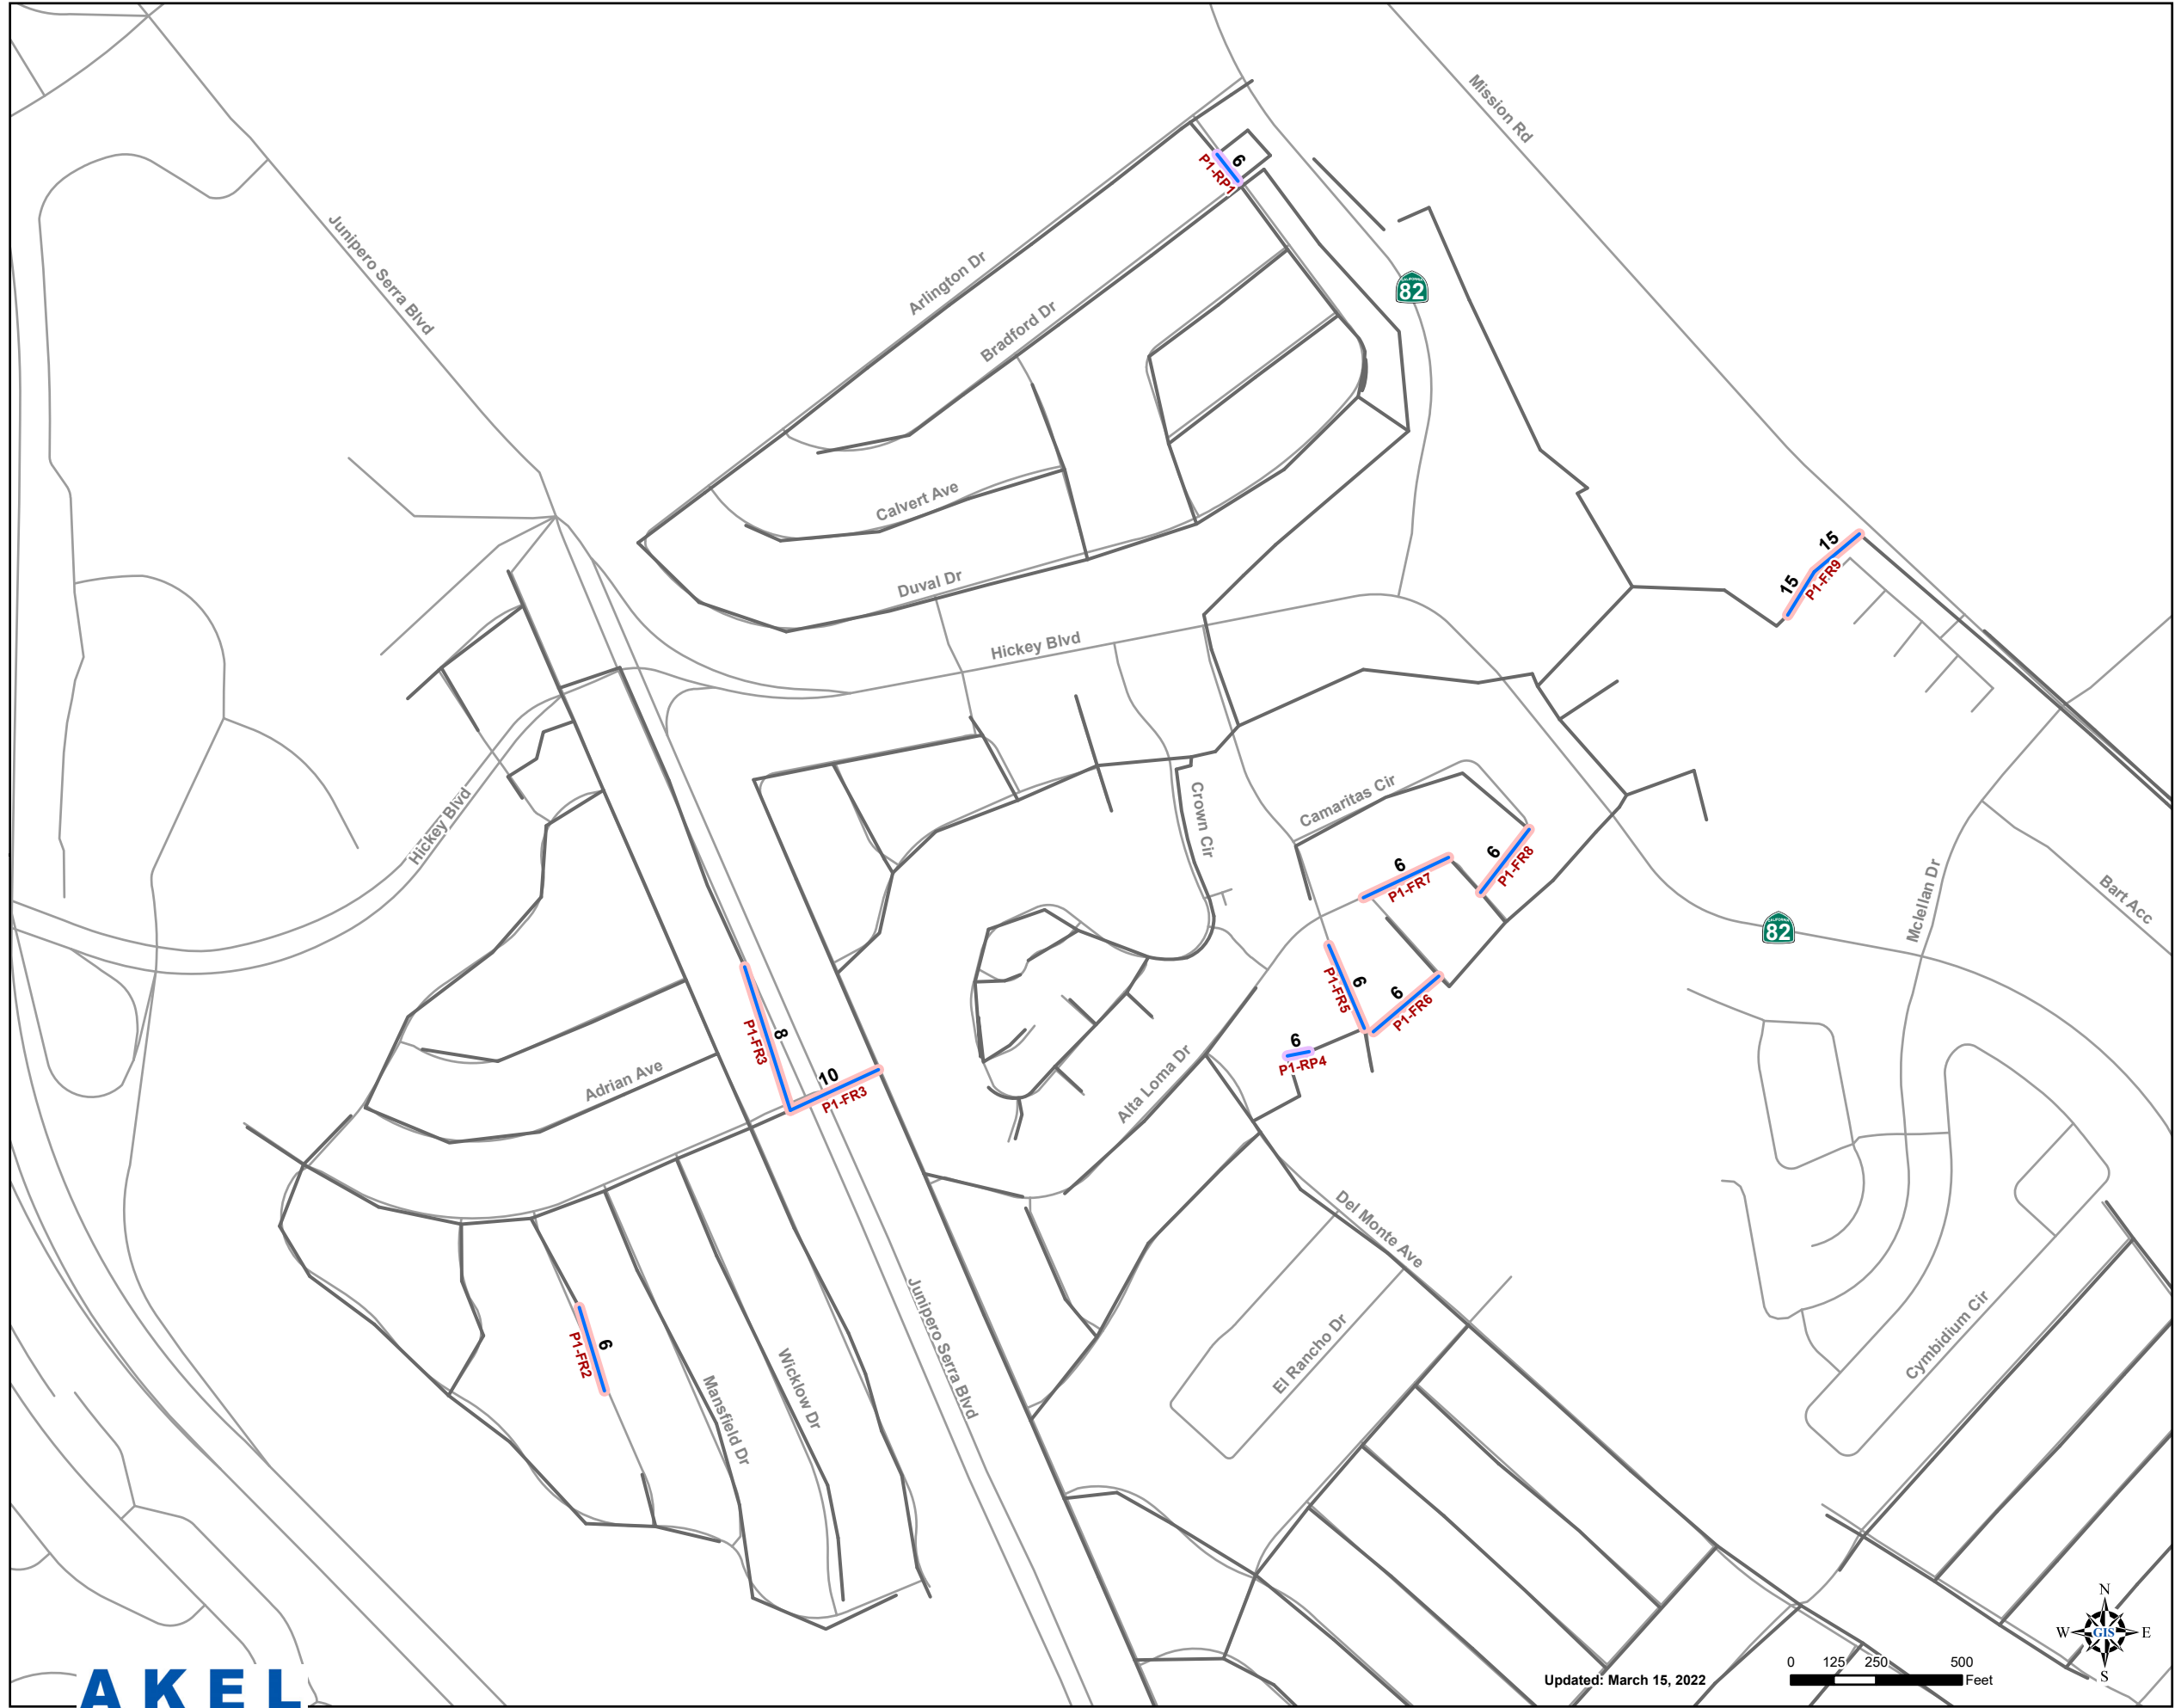 Mission Rd
6
P1-RP1
Junipero Serra Blvd
Arlington Dr
CALIFORNIA
82
Bradford Dr
Calvert Ave
15
15
P1-FR9
Duval Dr
Hickey Blvd
Hickey Blvd
Crown Cir
Camaritas Cir
6
P1-FR7
6
P1-FR8
Mclellan Dr
Bart Acc
CALIFORNIA
82
6
P1-FR5
6
P1-FR6
8
P1-FR3
6
P1-RP4
10
P1-FR3
Adrian Ave
Alta Loma Dr
Del Monte Ave
6
P1-FR2
Junipero Serra Blvd
Mansfield Dr
Wicklow Dr
El Rancho Dr
Cymbidium Cir
N
W
GIS
E
S
AKEL
Updated: March 15, 2022
0 125 250 500
Feet